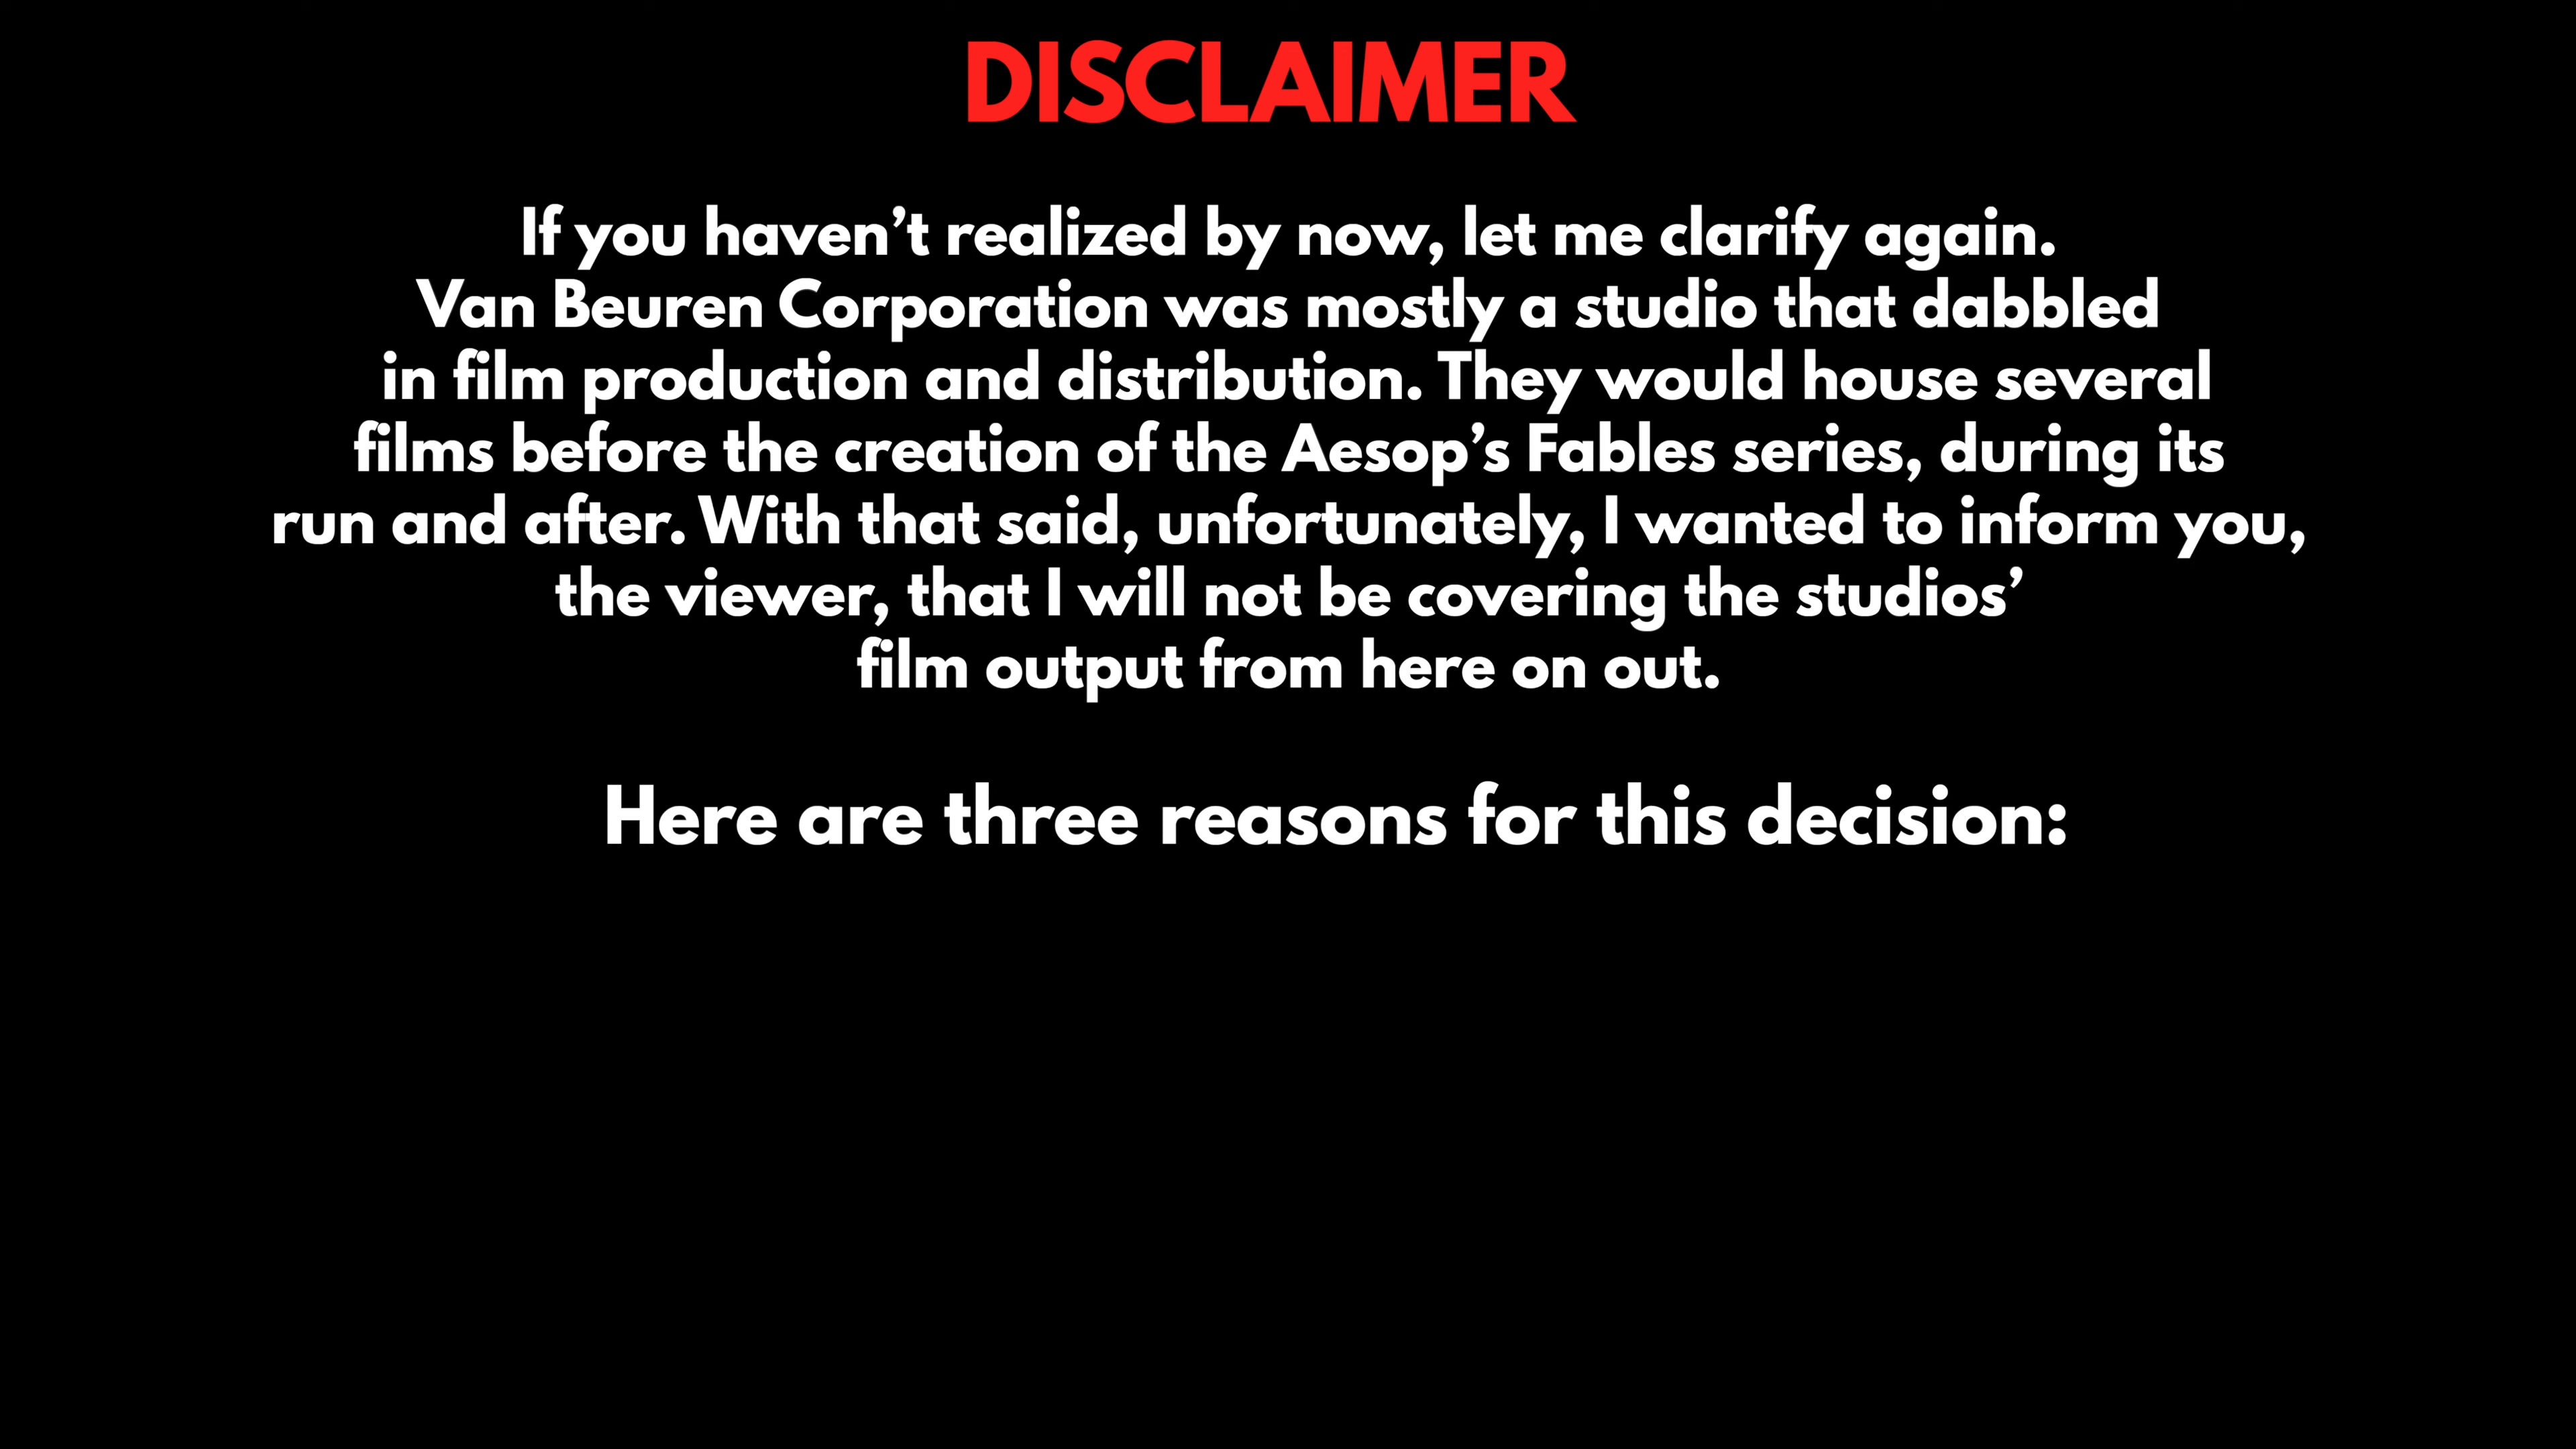 DISCLAIMER
If you haven’t realized by now, let me clarify again.
Van Beuren Corporation was mostly a studio that dabbled
in film production and distribution. They would house several
films before the creation of the Aesop’s Fables series, during its
run and after. With that said, unfortunately, I wanted to inform you,
the viewer, that I will not be covering the studios’
film output from here on out.
Here are three reasons for this decision: